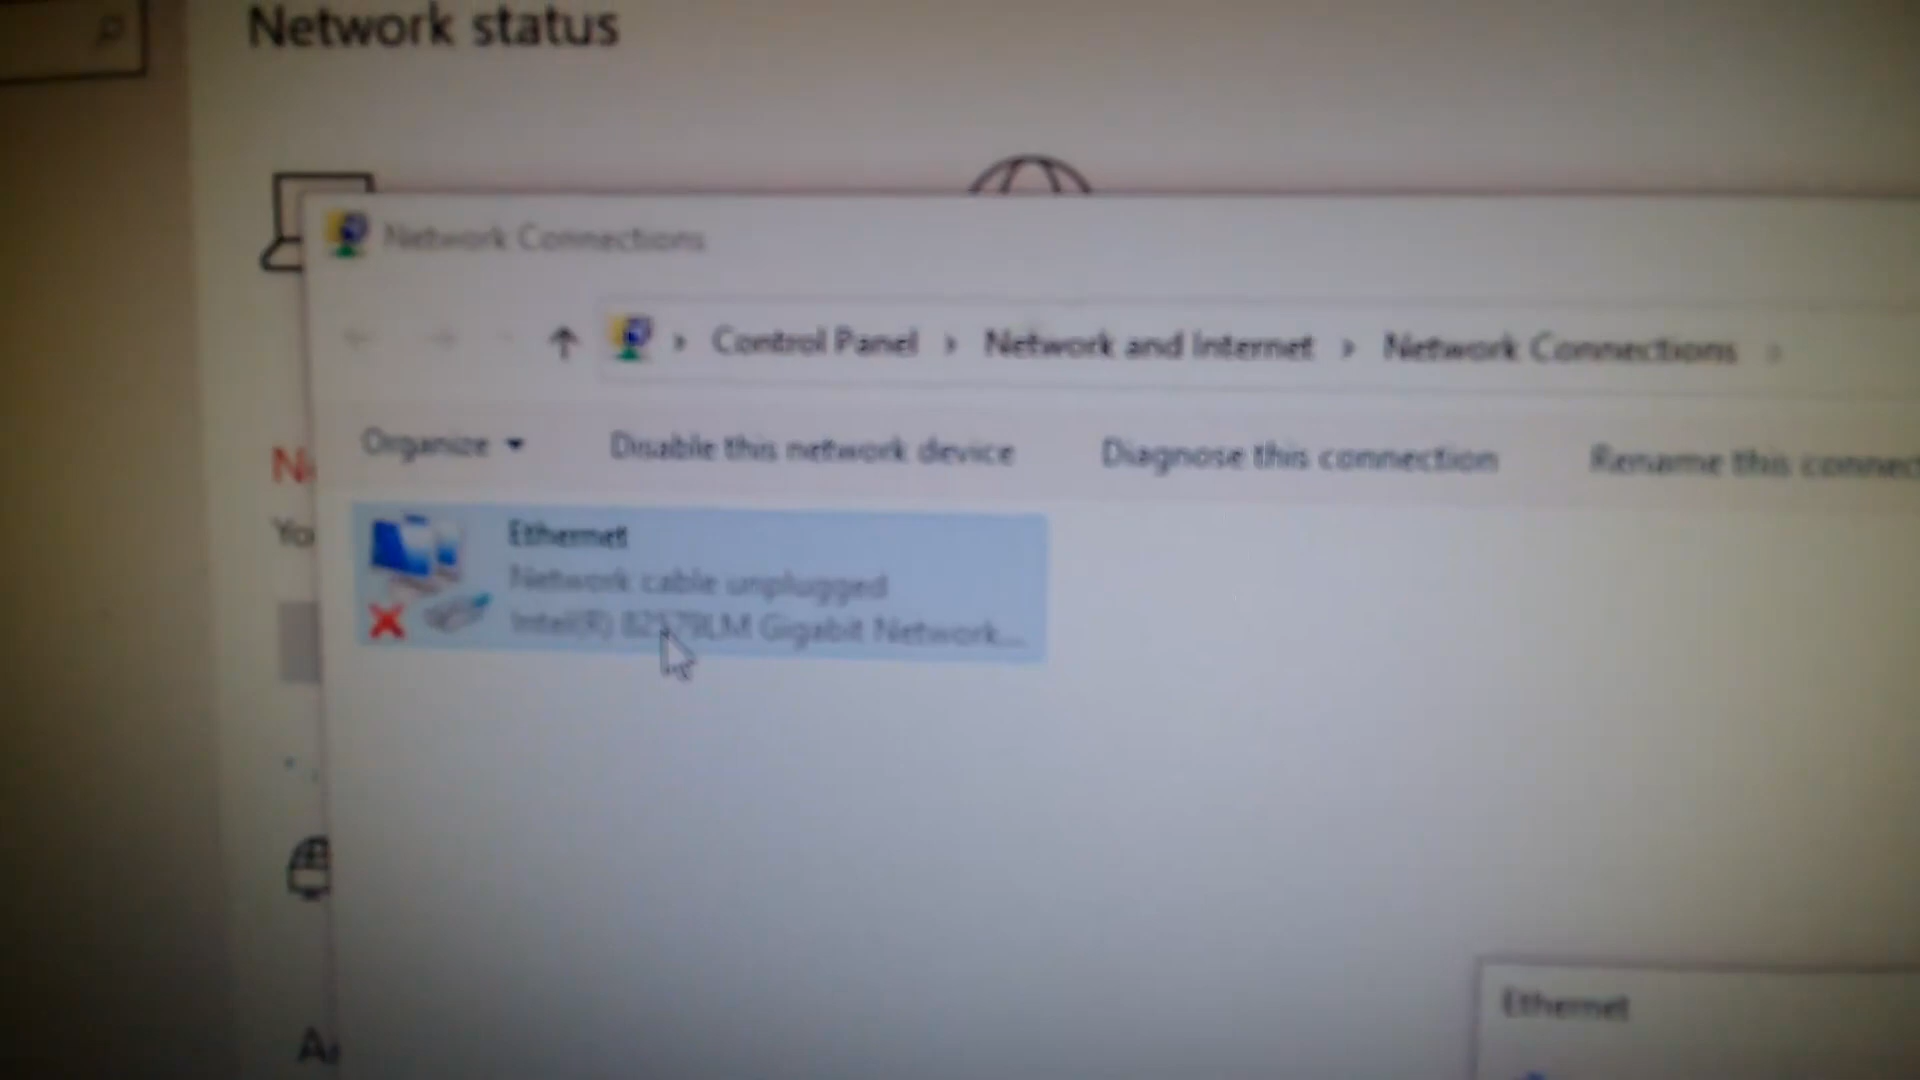 Network status
Network Connections
Control Panel > Network and Internet > Network Connections >
Organize
Disable this network device
Diagnose this connection
Rename this connec
Ethernet
Network cable unplugged
Intel(R) 82579LM Gigabit Network...
Yo
Ethernet